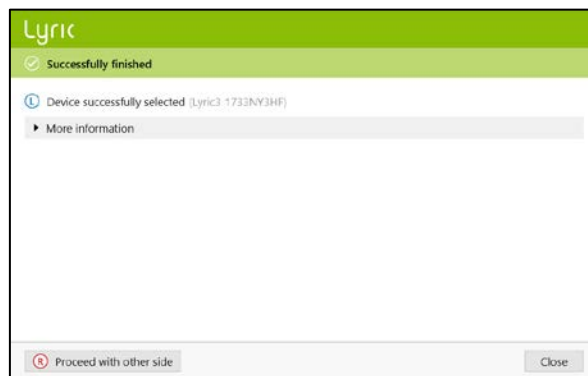 Lyric
Successfully finished
L Device successfully selected (Lyric3 1733NY3HF)
More information
R Proceed with other side
Close